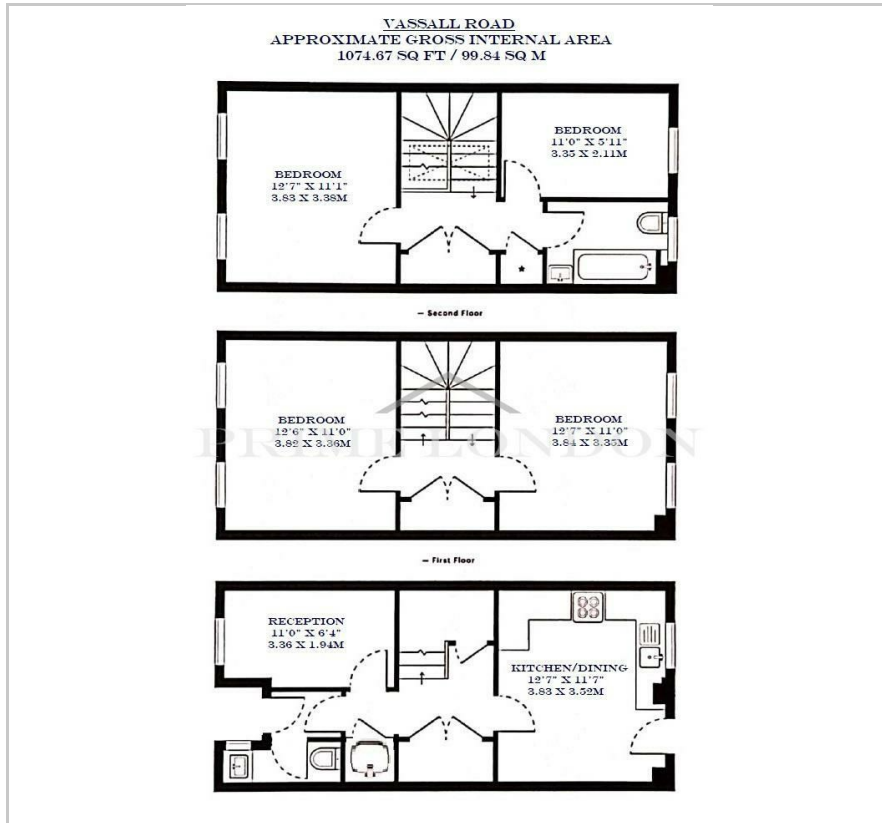 VASSALL ROAD
APPROXIMATE GROSS INTERNAL AREA
1074.67 SQ FT / 99.84 SQ M
BEDROOM
11'0" X 5'11"
3.35 X 2.11M
BEDROOM
12'7" X 11'1"
3.83 X 3.38M
– Second Floor
BEDROOM
12'6" X 11'0"
3.82 X 3.36M
BEDROOM
12'7" X 11'0"
3.84 X 3.35M
PRIME LONDON
– First Floor
RECEPTION
11'0" X 6'4"
3.36 X 1.94M
KITCHEN/DINING
12'7" X 11'7"
3.83 X 3.52M